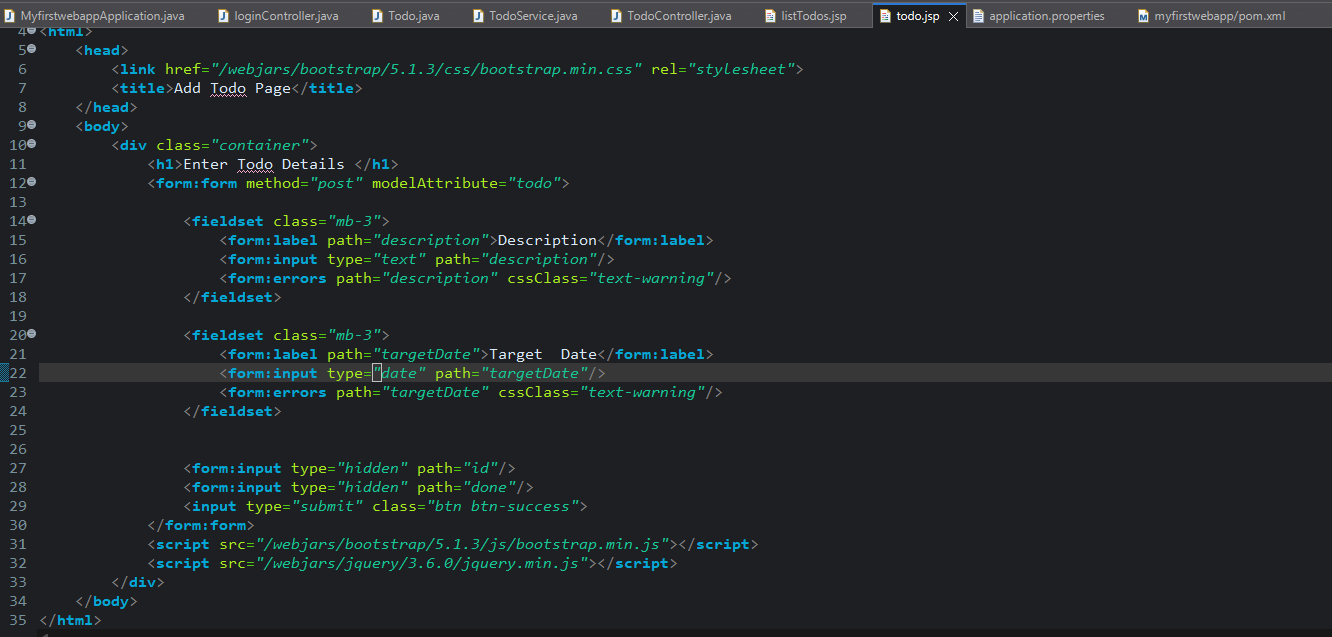 MyfirstwebappApplication.java loginController.java Todo.java TodoService.java TodoController.java listTodos.jsp todo.jsp application.properties myfirstwebapp/pom.xml
4 <html>
5 <head>
6 <link href="/webjars/bootstrap/5.1.3/css/bootstrap.min.css" rel="stylesheet">
7 <title>Add Todo Page</title>
8 </head>
9 <body>
10 <div class="container">
11 <h1>Enter Todo Details </h1>
12 <form:form method="post" modelAttribute="todo">
13
14 <fieldset class="mb-3">
15 <form:label path="description">Description</form:label>
16 <form:input type="text" path="description"/>
17 <form:errors path="description" cssClass="text-warning"/>
18 </fieldset>
19
20 <fieldset class="mb-3">
21 <form:label path="targetDate">Target  Date</form:label>
22 <form:input type="date" path="targetDate"/>
23 <form:errors path="targetDate" cssClass="text-warning"/>
24 </fieldset>
25
26
27 <form:input type="hidden" path="id"/>
28 <form:input type="hidden" path="done"/>
29 <input type="submit" class="btn btn-success">
30 </form:form>
31 <script src="/webjars/bootstrap/5.1.3/js/bootstrap.min.js"></script>
32 <script src="/webjars/jquery/3.6.0/jquery.min.js"></script>
33 </div>
34 </body>
35 </html>